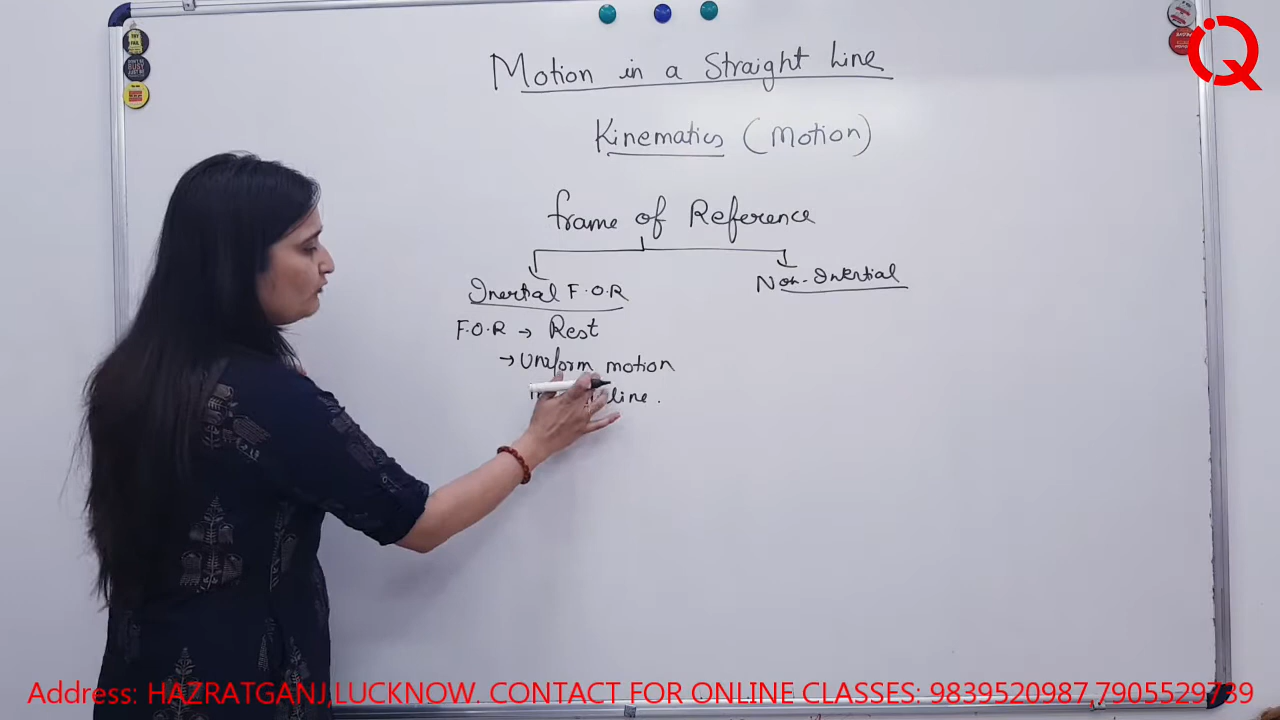 Motion in a Straight Line
Kinematics (Motion)
frame of Reference
Inertial F.O.R
Non-Inertial
F.O.R → Rest
→ Uniform motion
line.
Address: HAZRATGANJ,LUCKNOW. CONTACT FOR ONLINE CLASSES: 9839520987,7905529739